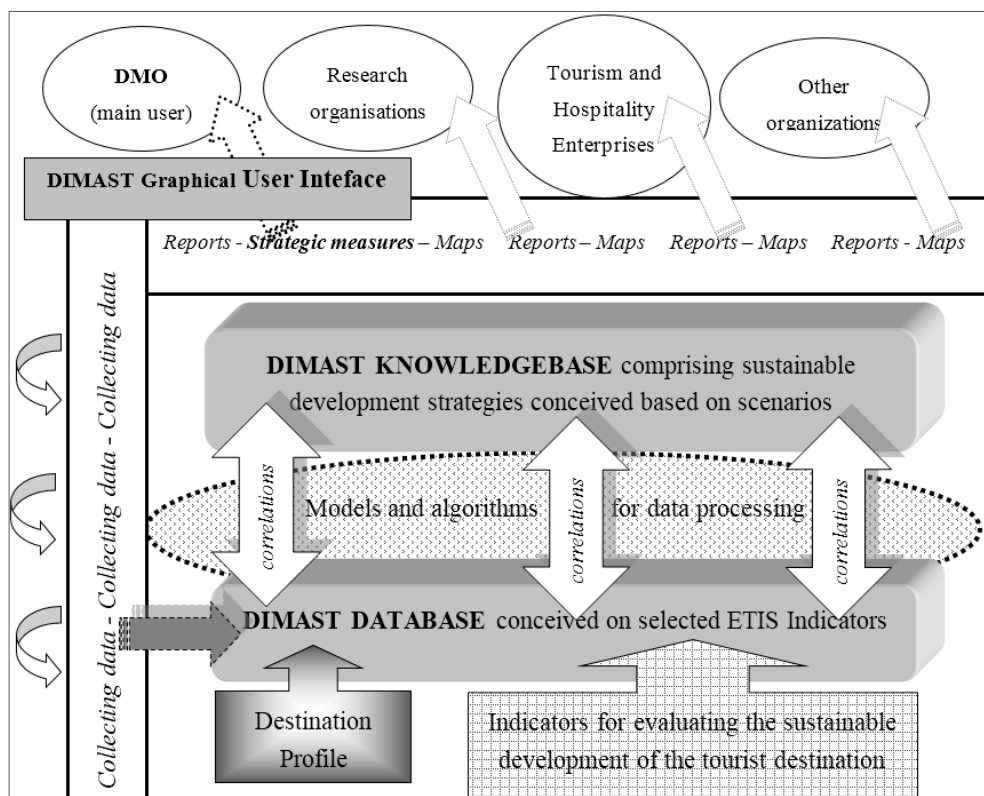 DMO
(main user)
Research
organisations
Tourism and
Hospitality
Enterprises
Other
organizations
DIMAST Graphical User Inteface
Reports - Strategic measures – Maps
Reports – Maps
Reports – Maps
Reports - Maps
Collecting data - Collecting data - Collecting data
DIMAST KNOWLEDGEBASE comprising sustainable
development strategies conceived based on scenarios
correlations
Models and algorithms
correlations
for data processing
correlations
DIMAST DATABASE conceived on selected ETIS Indicators
Destination
Profile
Indicators for evaluating the sustainable
development of the tourist destination